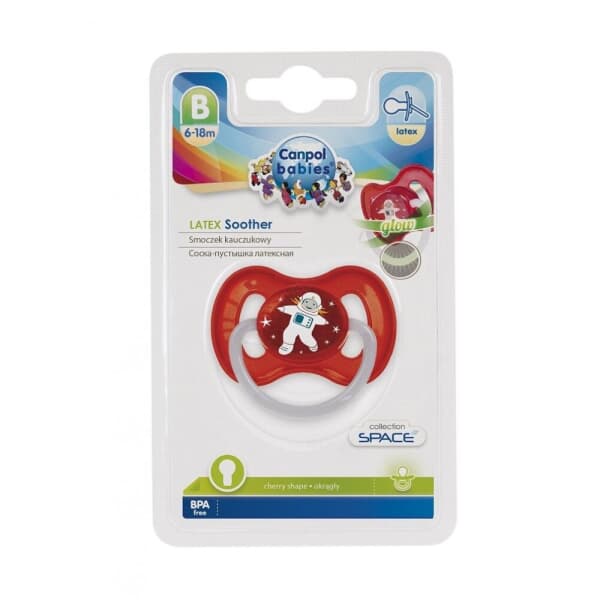 B
6-18m
latex
Canpol
babies®
LATEX Soother
Smoczek kauczukowy
Соска-пустышка латексная
glow
collection
SPACE
cherry shape • okrągły
BPA
free